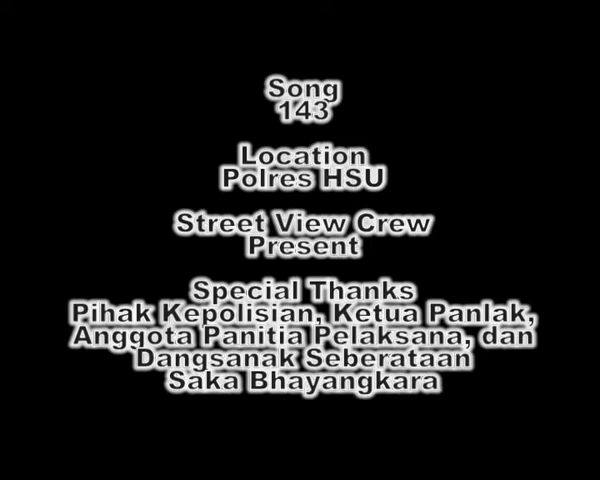 Song
143
Location
Polres HSU
Street View Crew
Present
Special Thanks
Pihak Kepolisian, Ketua Panlak,
Anggota Panitia Pelaksana, dan
Dangsanak Seberataan
Saka Bhayangkara